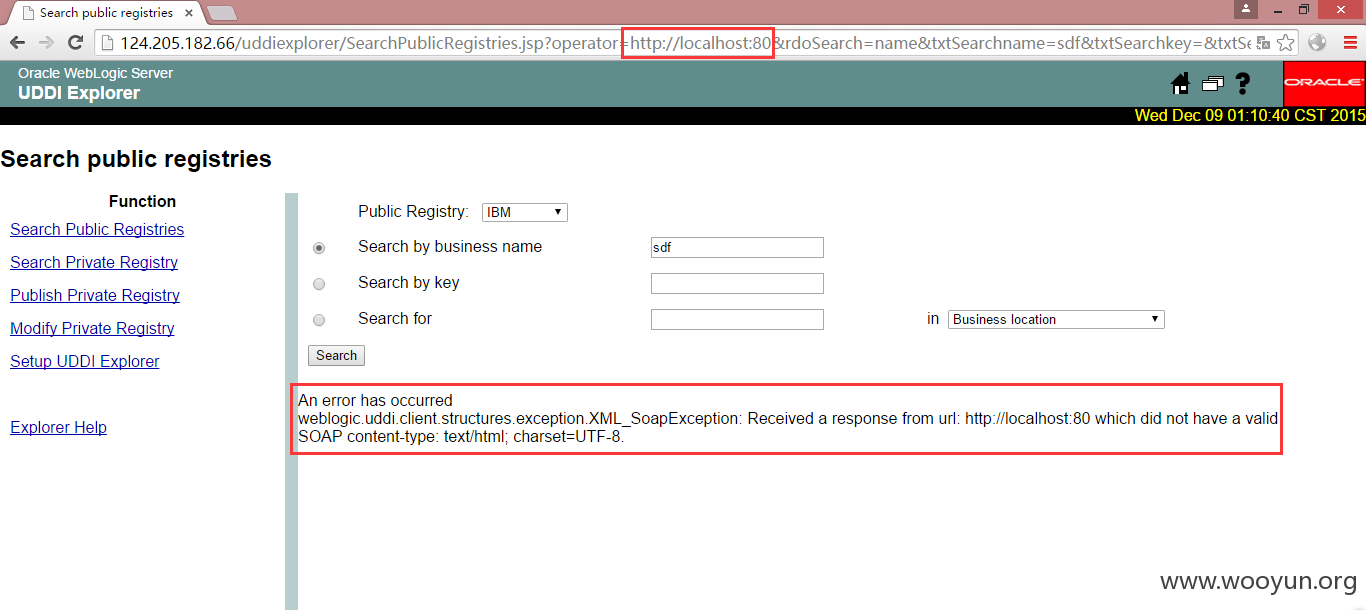 Search public registries
124.205.182.66/uddiexplorer/SearchPublicRegistries.jsp?operator=http://localhost:80&rdoSearch=name&txtSearchname=sdf&txtSearchkey=&txtSe
Oracle WebLogic Server
UDDI Explorer
ORACLE
Wed Dec 09 01:10:40 CST 2015
Search public registries
Function
Search Public Registries
Search Private Registry
Publish Private Registry
Modify Private Registry
Setup UDDI Explorer
Explorer Help
Public Registry: IBM
Search by business name sdf
Search by key
Search for in Business location
Search
An error has occurred
weblogic.uddi.client.structures.exception.XML_SoapException: Received a response from url: http://localhost:80 which did not have a valid
SOAP content-type: text/html; charset=UTF-8.
www.wooyun.org